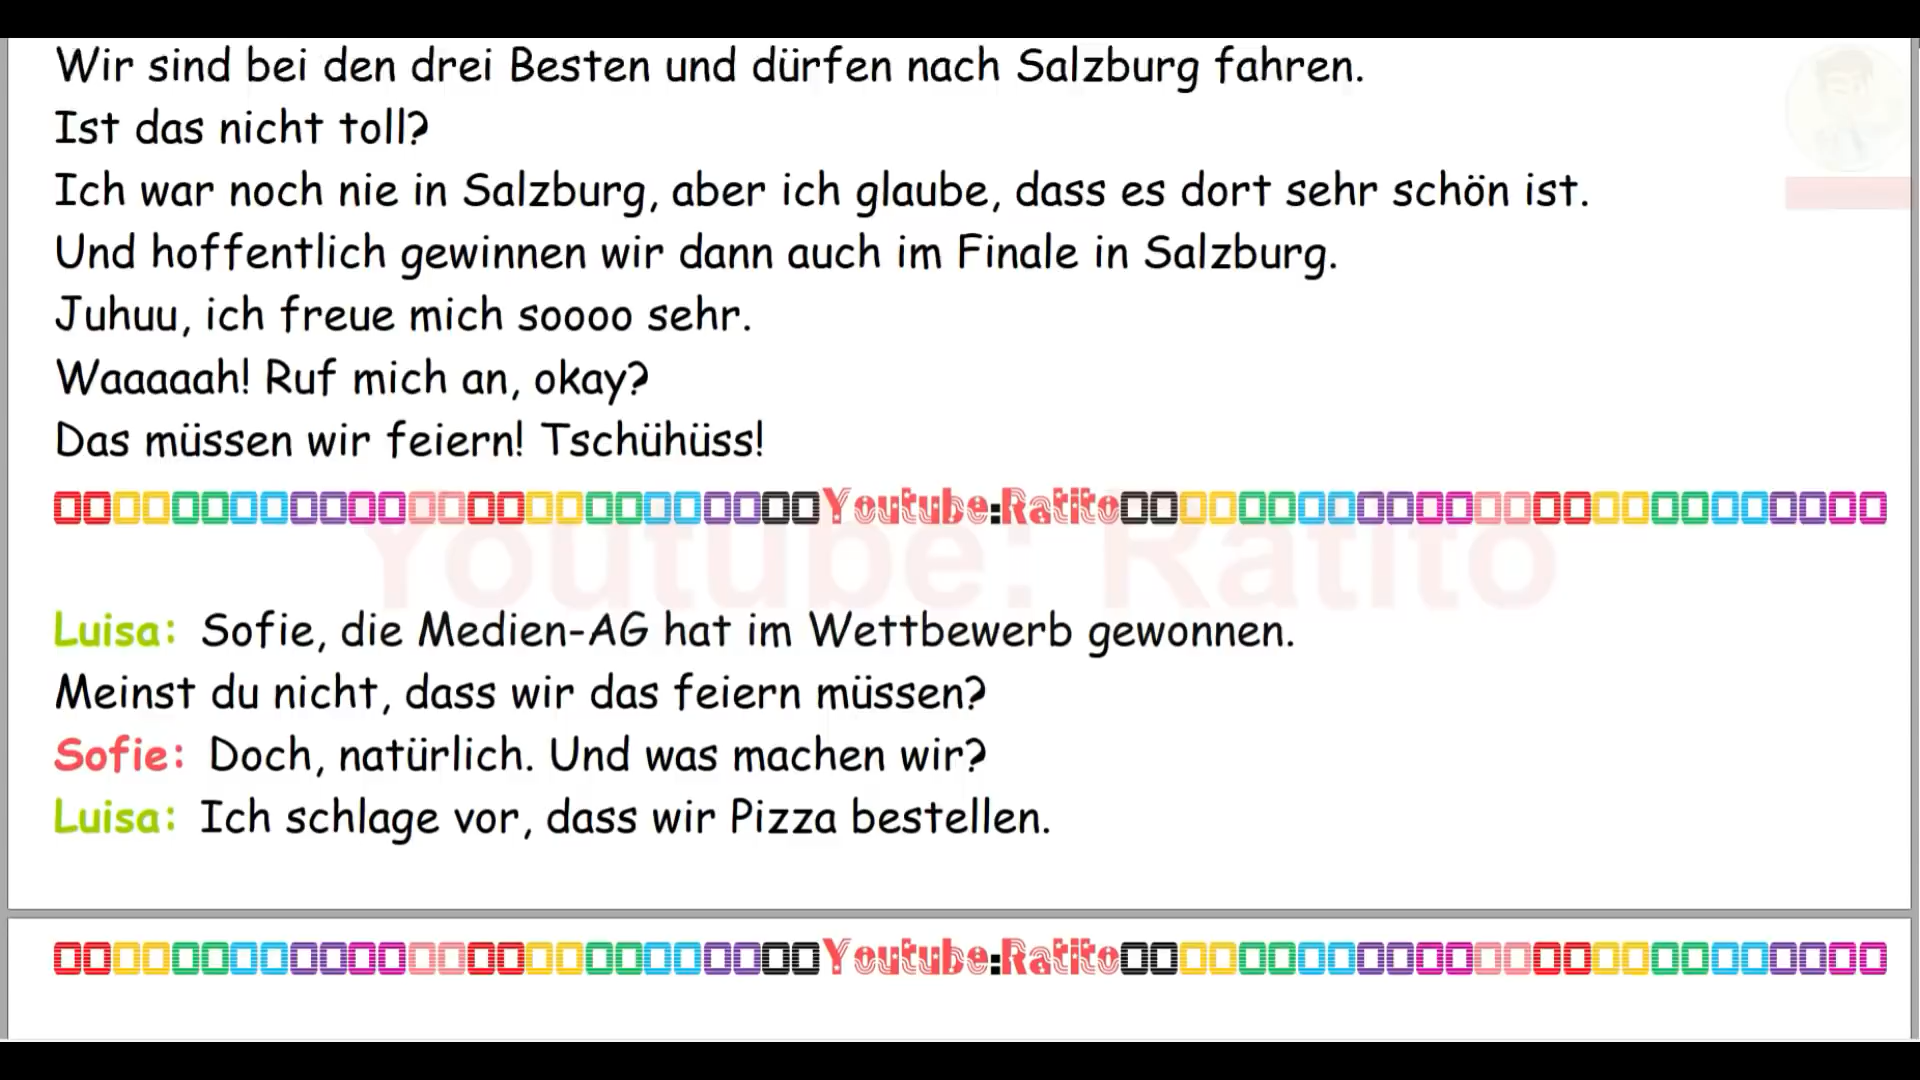 Wir sind bei den drei Besten und dürfen nach Salzburg fahren.
Ist das nicht toll?
Ich war noch nie in Salzburg, aber ich glaube, dass es dort sehr schön ist.
Und hoffentlich gewinnen wir dann auch im Finale in Salzburg.
Juhuu, ich freue mich soooo sehr.
Waaaaah! Ruf mich an, okay?
Das müssen wir feiern! Tschühüss!
Youtube:Ratito
Youtube: Ratito
Luisa: Sofie, die Medien-AG hat im Wettbewerb gewonnen.
Meinst du nicht, dass wir das feiern müssen?
Sofie: Doch, natürlich. Und was machen wir?
Luisa: Ich schlage vor, dass wir Pizza bestellen.
Youtube:Ratito